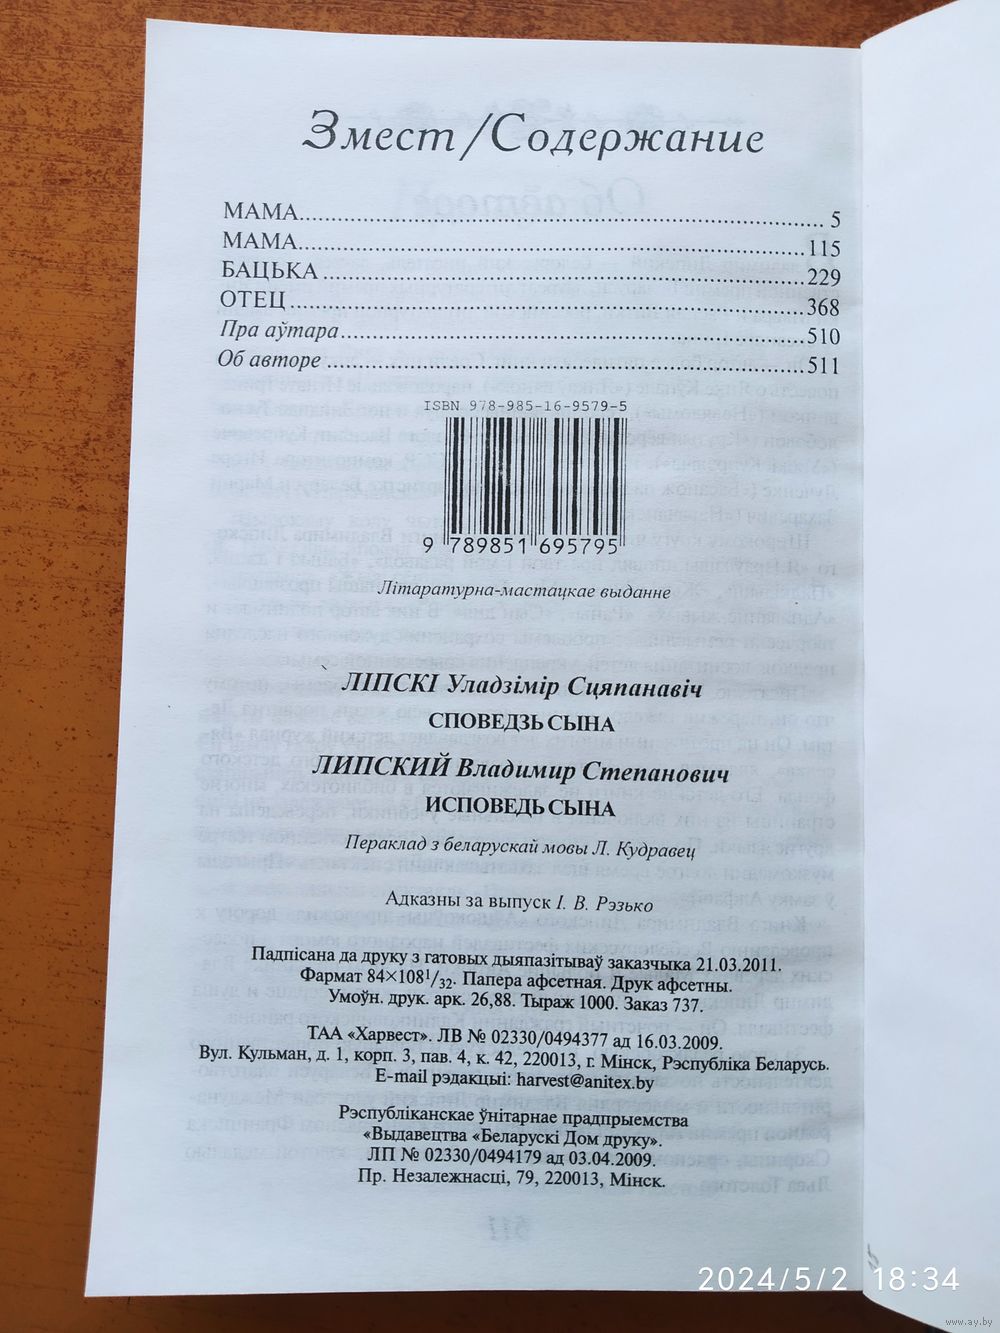 Змест/Содержание
МАМА.......................................................................................... 5
МАМА.......................................................................................115
БАЦЬКА ....................................................................................229
ОТЕЦ.........................................................................................368
Пра аўтара................................................................................510
Об авторе ..................................................................................511
ISBN 978-985-16-9579-5
9 789851 695795
Літаратурна-мастацкае выданне
ЛІПСКІ Уладзімір Сцяпанавіч
СПОВЕДЗЬ СЫНА
ЛИПСКИЙ Владимир Степанович
ИСПОВЕДЬ СЫНА
Пераклад з беларускай мовы Л. Кудравец
Адказны за выпуск І. В. Рэзько
Падпісана да друку з гатовых дыяпазітываў заказчыка 21.03.2011.
Фармат 84×108¹/₃₂. Папера афсетная. Друк афсетны.
Умоўн. друк. арк. 26,88. Тыраж 1000. Заказ 737.
ТАА «Харвест». ЛВ № 02330/0494377 ад 16.03.2009.
Вул. Кульман, д. 1, корп. 3, пав. 4, к. 42, 220013, г. Мінск, Рэспубліка Беларусь.
E-mail рэдакцыі: harvest@anitex.by
Рэспубліканскае ўнітарнае прадпрыемства
«Выдавецтва «Беларускі Дом друку».
ЛП № 02330/0494179 ад 03.04.2009.
Пр. Незалежнасці, 79, 220013, Мінск.
2024/5/2 18:34
www.ay.by